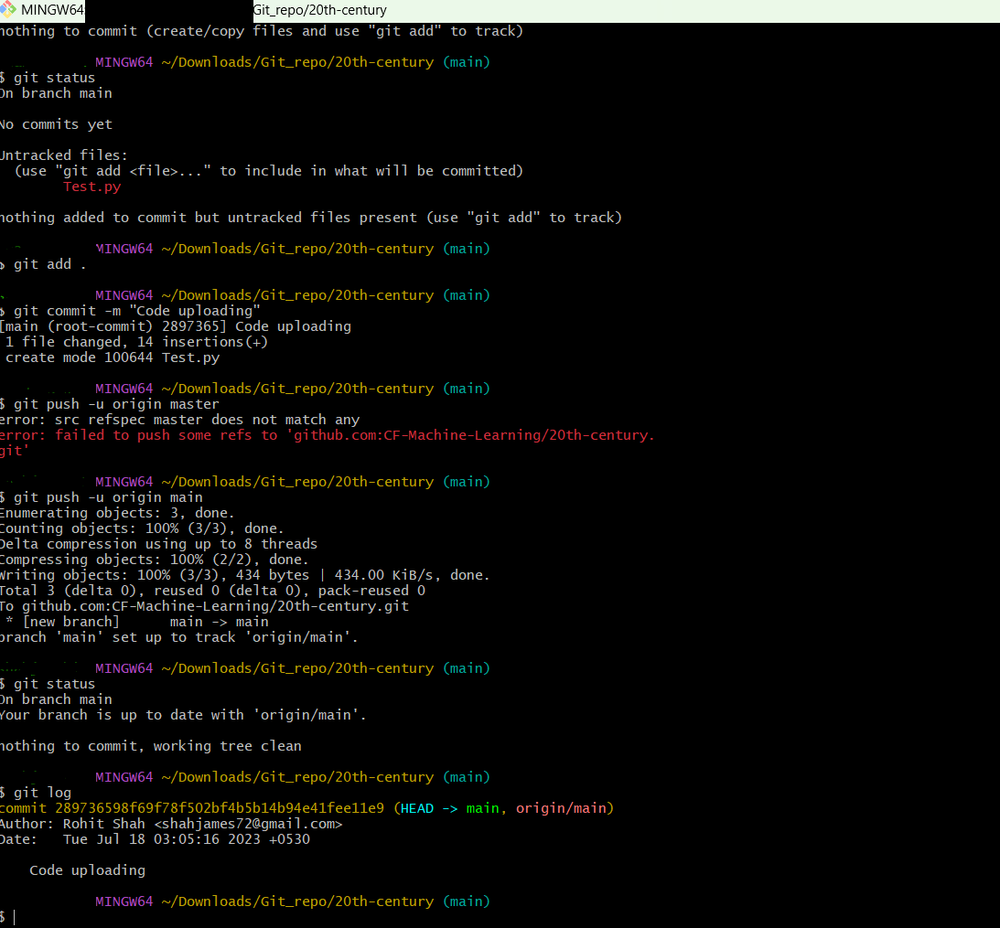 MINGW64: Git_repo/20th-century
nothing to commit (create/copy files and use "git add" to track)
MINGW64 ~/Downloads/Git_repo/20th-century (main)
$ git status
On branch main
No commits yet
Untracked files:
(use "git add <file>..." to include in what will be committed)
Test.py
nothing added to commit but untracked files present (use "git add" to track)
MINGW64 ~/Downloads/Git_repo/20th-century (main)
$ git add .
MINGW64 ~/Downloads/Git_repo/20th-century (main)
$ git commit -m "Code uploading"
[main (root-commit) 2897365] Code uploading
1 file changed, 14 insertions(+)
create mode 100644 Test.py
MINGW64 ~/Downloads/Git_repo/20th-century (main)
$ git push -u origin master
error: src refspec master does not match any
error: failed to push some refs to 'github.com:CF-Machine-Learning/20th-century.
git'
MINGW64 ~/Downloads/Git_repo/20th-century (main)
$ git push -u origin main
Enumerating objects: 3, done.
Counting objects: 100% (3/3), done.
Delta compression using up to 8 threads
Compressing objects: 100% (2/2), done.
Writing objects: 100% (3/3), 434 bytes | 434.00 KiB/s, done.
Total 3 (delta 0), reused 0 (delta 0), pack-reused 0
To github.com:CF-Machine-Learning/20th-century.git
* [new branch] main -> main
branch 'main' set up to track 'origin/main'.
MINGW64 ~/Downloads/Git_repo/20th-century (main)
$ git status
On branch main
Your branch is up to date with 'origin/main'.
nothing to commit, working tree clean
MINGW64 ~/Downloads/Git_repo/20th-century (main)
$ git log
commit 289736598f69f78f502bf4b5b14b94e41fee11e9 (HEAD -> main, origin/main)
Author: Rohit Shah <shahjames72@gmail.com>
Date: Tue Jul 18 03:05:16 2023 +0530
Code uploading
MINGW64 ~/Downloads/Git_repo/20th-century (main)
$